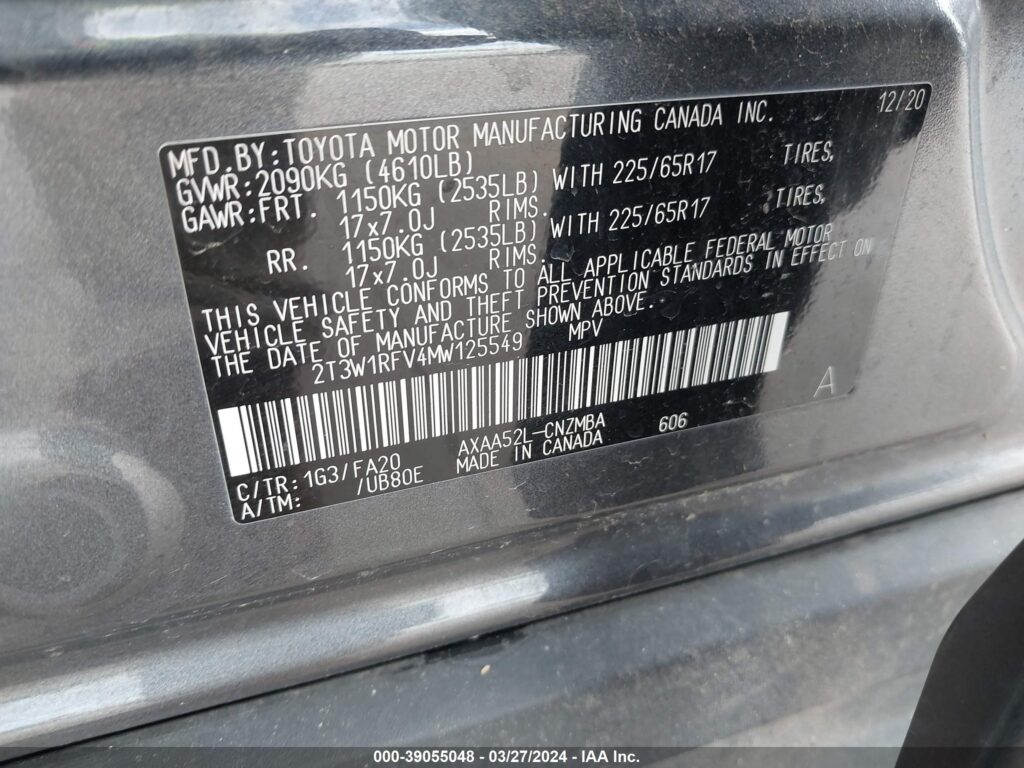 12/20
MFD. BY: TOYOTA MOTOR MANUFACTURING CANADA INC.
GVWR: 2090KG (4610LB)
GAWR: FRT. 1150KG (2535LB) WITH 225/65R17 TIRES,
17x7.0J RIMS.
RR. 1150KG (2535LB) WITH 225/65R17 TIRES,
17x7.0J RIMS.
THIS VEHICLE CONFORMS TO ALL APPLICABLE FEDERAL MOTOR
VEHICLE SAFETY AND THEFT PREVENTION STANDARDS IN EFFECT ON
THE DATE OF MANUFACTURE SHOWN ABOVE.
2T3W1RFV4MW125549 MPV
A
C/TR: 1G3/FA20 AXAA52L-CNZMBA 606
A/TM: /UB80E MADE IN CANADA
000-39055048 - 03/27/2024 - IAA Inc.